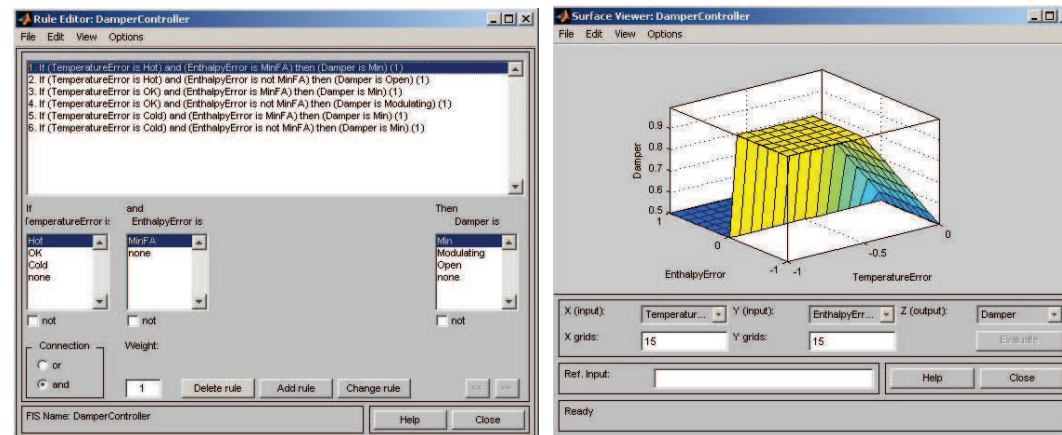 Rule Editor: DamperController
File Edit View Options
1. If (TemperatureError is Hot) and (EnthalpyError is MinFA) then (Damper is Min) (1)
2. If (TemperatureError is Hot) and (EnthalpyError is not MinFA) then (Damper is Open) (1)
3. If (TemperatureError is OK) and (EnthalpyError is MinFA) then (Damper is Min) (1)
4. If (TemperatureError is OK) and (EnthalpyError is not MinFA) then (Damper is Modulating) (1)
5. If (TemperatureError is Cold) and (EnthalpyError is MinFA) then (Damper is Min) (1)
6. If (TemperatureError is Cold) and (EnthalpyError is not MinFA) then (Damper is Min) (1)
If and Then
TemperatureError is EnthalpyError is Damper is
Hot MinFA Min
OK none Modulating
Cold Open
none none
not not not
Connection Weight:
or
and 1 Delete rule Add rule Change rule << >>
FIS Name: DamperController Help Close
Surface Viewer: DamperController
File Edit View Options
0.9
0.8
0.7
0.6
0.5
Damper
1
0
-1
EnthalpyError
-1
-0.5
0
TemperatureError
X (input): Temperatur... Y (input): EnthalpyErr... Z (output): Damper
X grids: 15 Y grids: 15 Evaluate
Ref. Input: Help Close
Ready